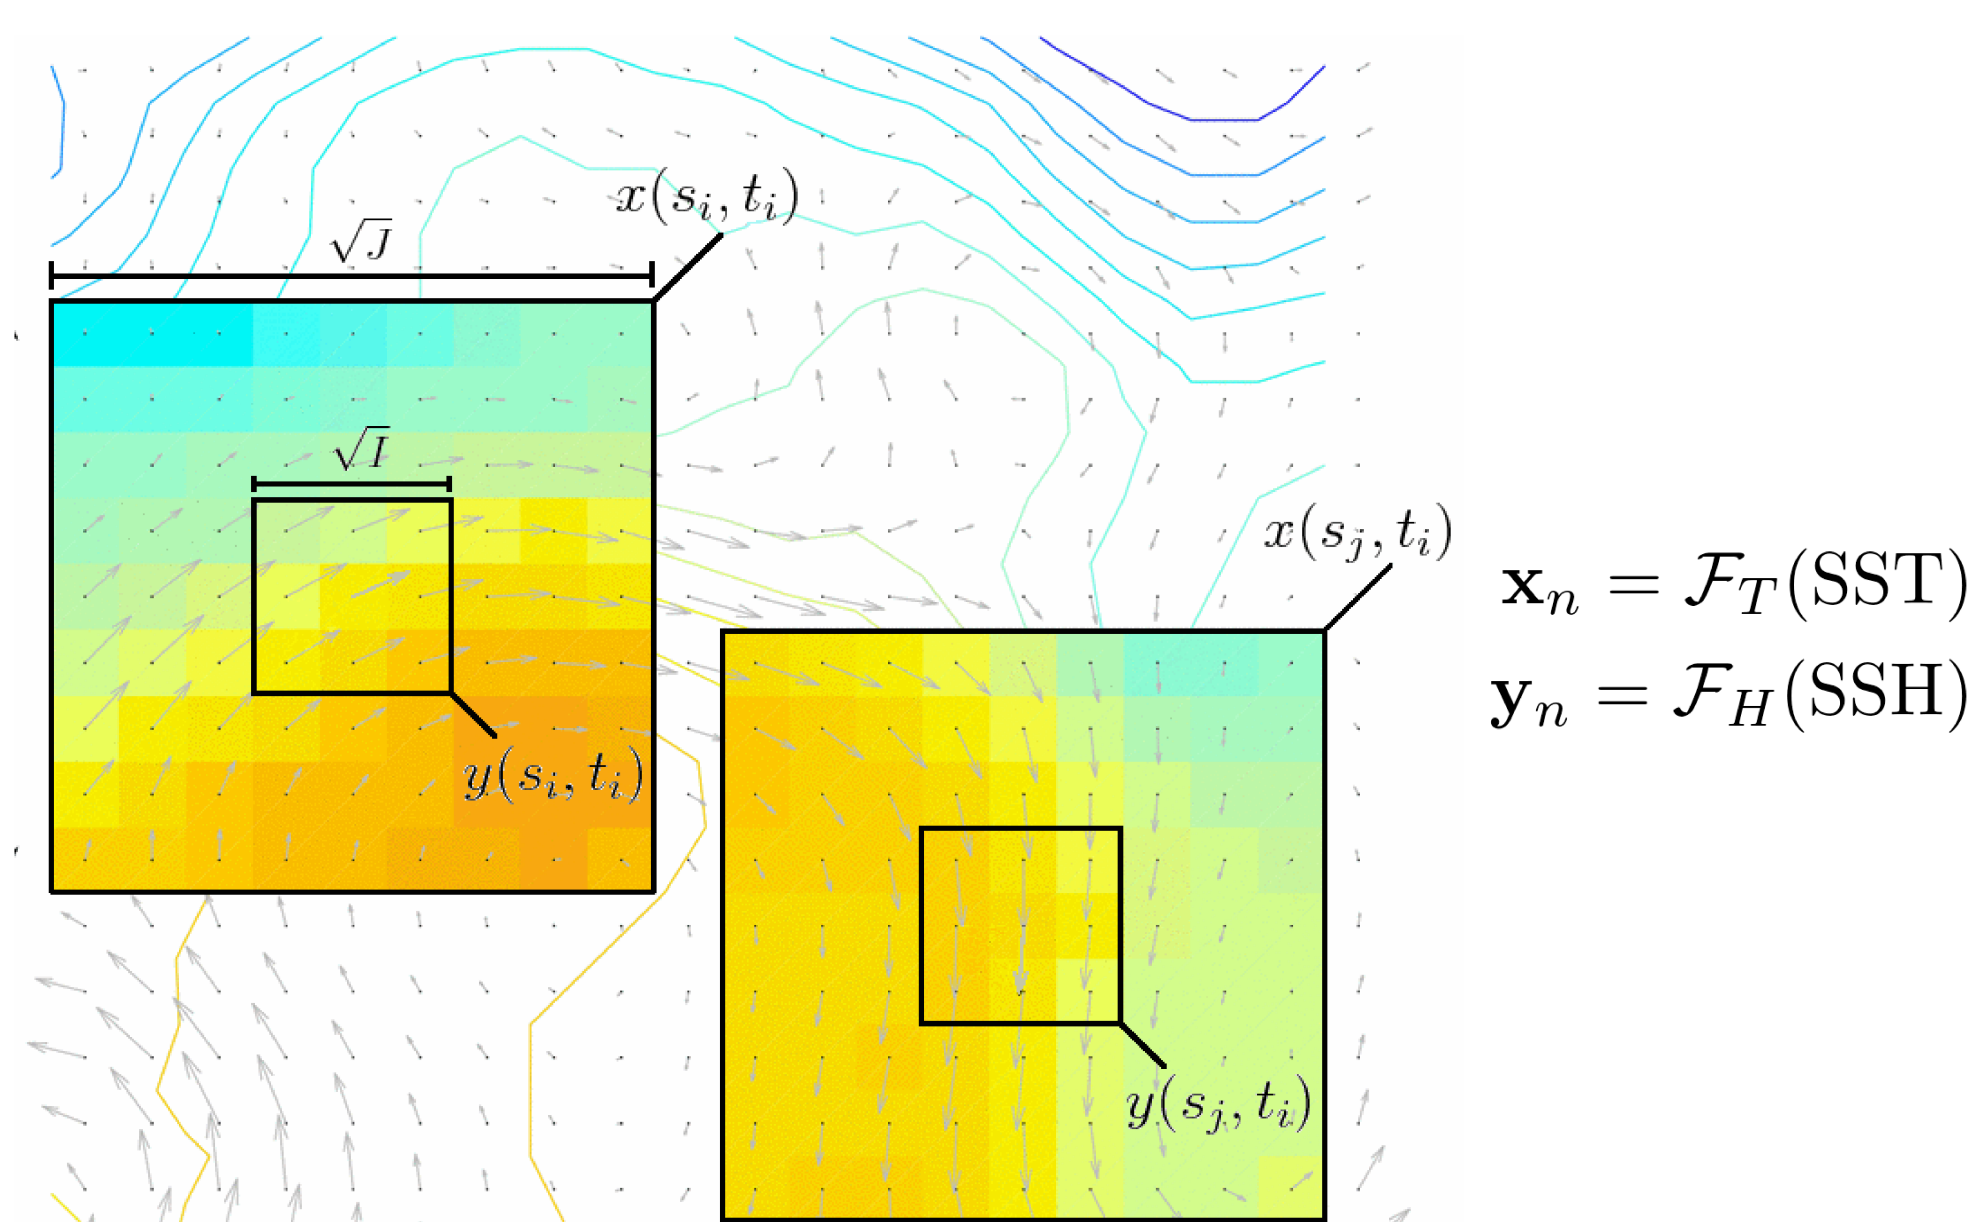 x(s_i, t_i)
√J
√I
x(s_j, t_i)
x_n = ℱ_T(SST)
y_n = ℱ_H(SSH)
y(s_i, t_i)
y(s_j, t_i)